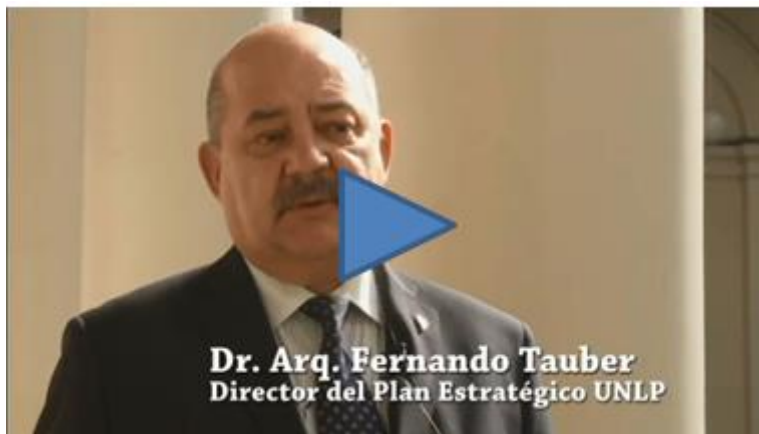 Dr. Arq. Fernando Tauber
Director del Plan Estratégico UNLP